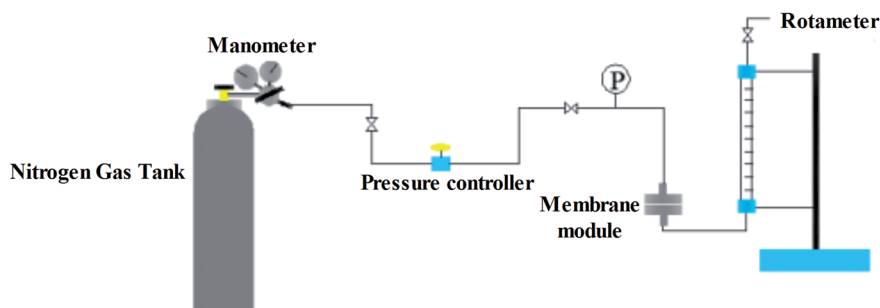 Rotameter
Manometer
P
Nitrogen Gas Tank
Pressure controller
Membrane
module